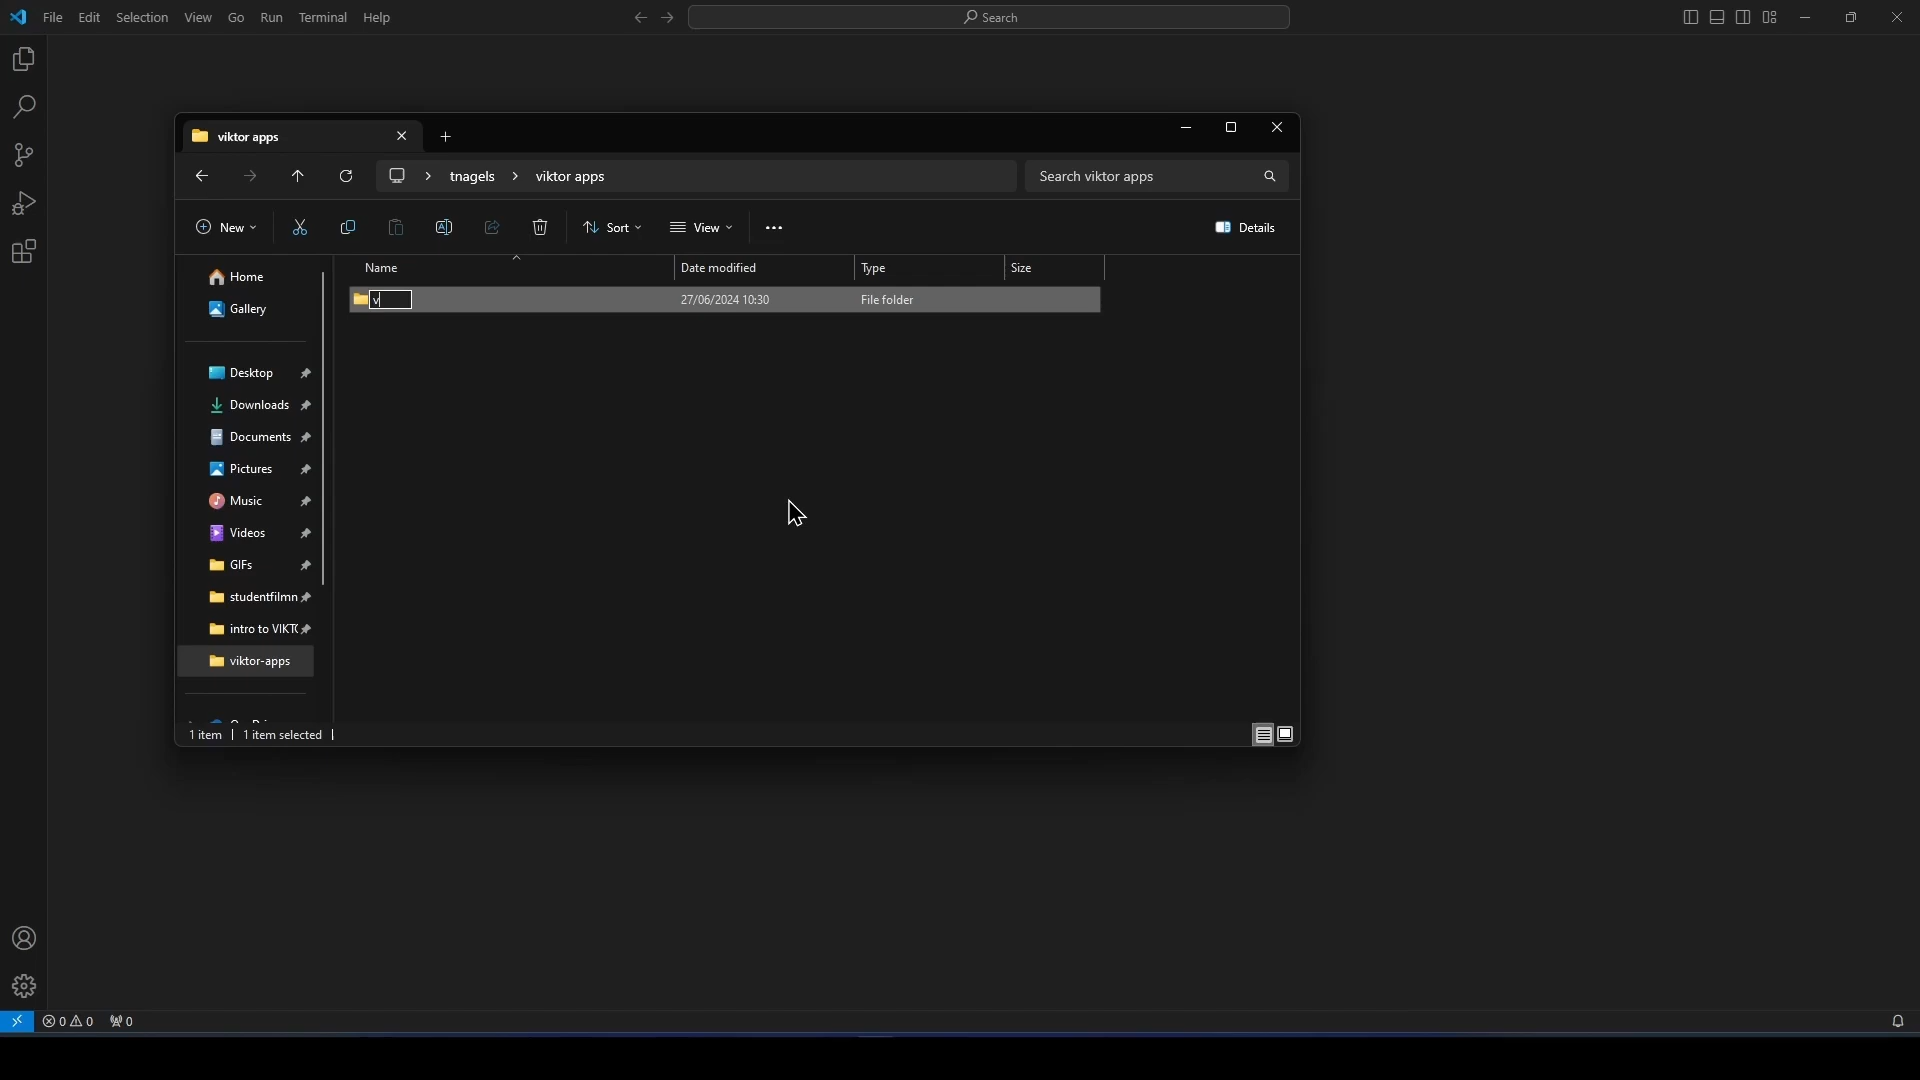 File Edit Selection View Go Run Terminal Help Search
viktor apps
tnagels > viktor apps Search viktor apps
New Sort View Details
Name Date modified Type Size
v 27/06/2024 10:30 File folder
Home
Gallery
Desktop
Downloads
Documents
Pictures
Music
Videos
GIFs
studentfilmn
intro to VIKT
viktor-apps
1 item 1 item selected
0 0 0